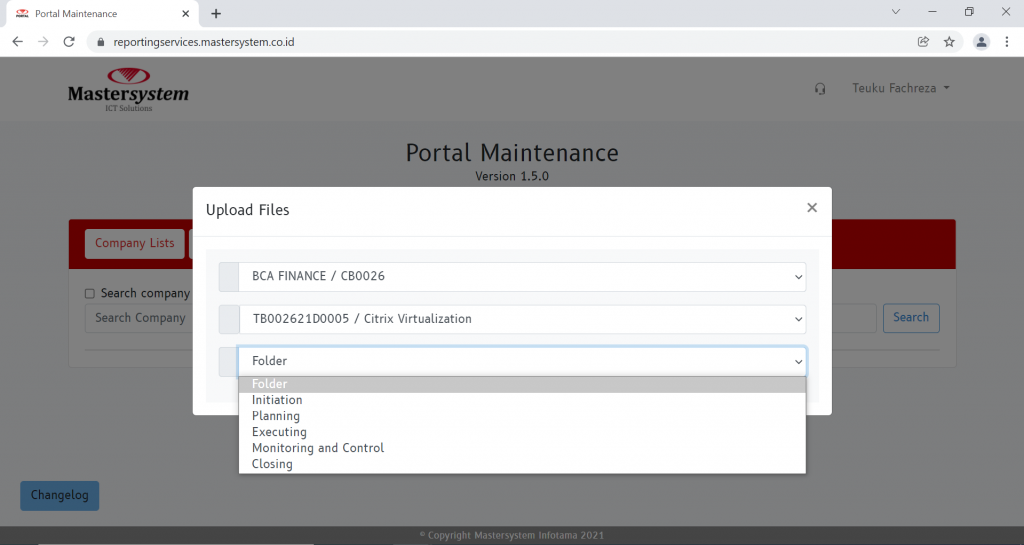 Portal Maintenance
reportingservices.mastersystem.co.id
Mastersystem
ICT Solutions
Teuku Fachreza
Portal Maintenance
Version 1.5.0
Upload Files
Company Lists
BCA FINANCE / CB0026
Search company
Search Company
TB002621D0005 / Citrix Virtualization
Search
Folder
Folder
Initiation
Planning
Executing
Monitoring and Control
Closing
Changelog
© Copyright Mastersystem Infotama 2021